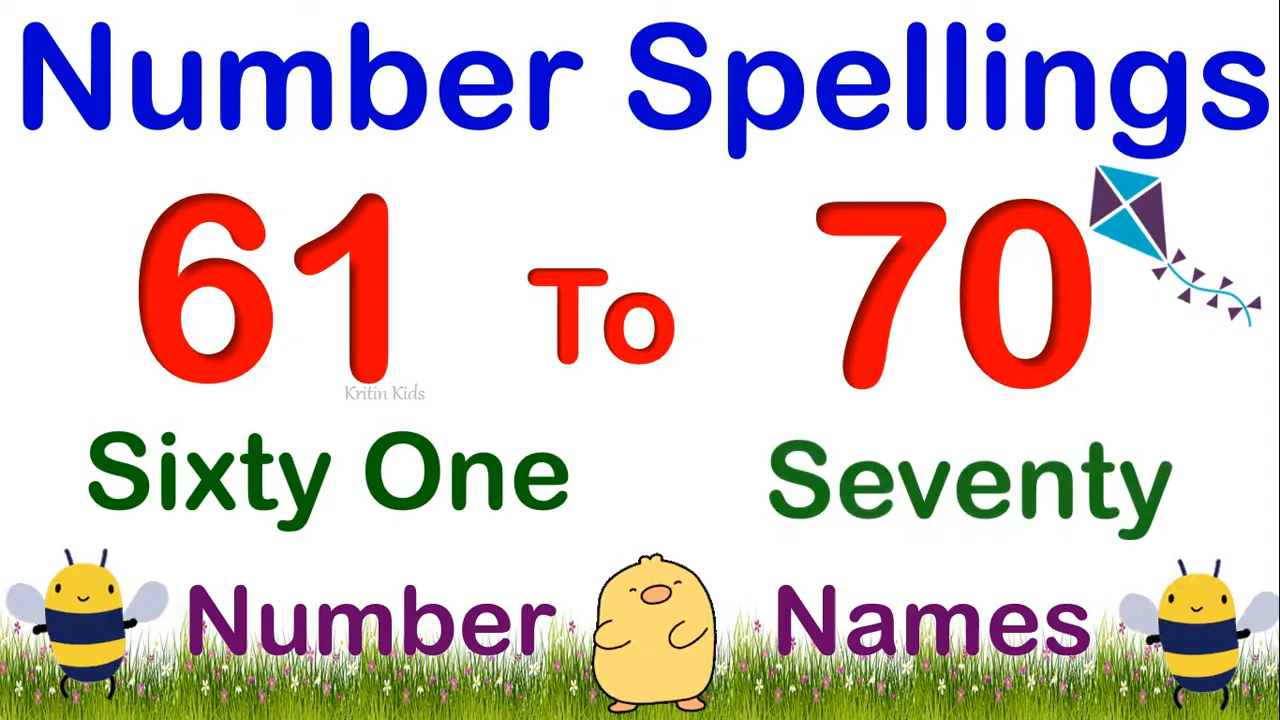 Number Spellings
61 To 70
Kritin Kids
Sixty One Seventy
Number Names